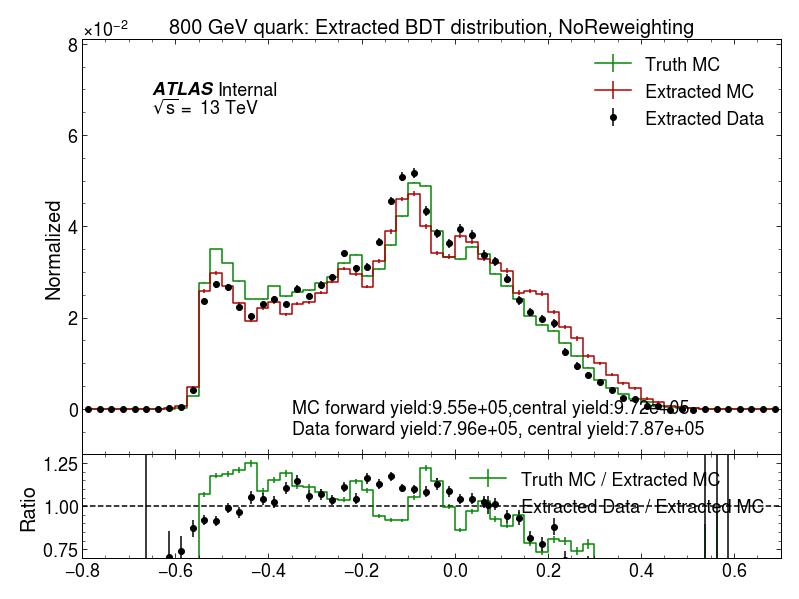 ×10⁻²
800 GeV quark: Extracted BDT distribution, NoReweighting
8
6
4
2
0
Normalized
ATLAS Internal
√s = 13 TeV
Truth MC
Extracted MC
Extracted Data
MC forward yield:9.55e+05,central yield:9.72e+05
Data forward yield:7.96e+05, central yield:7.87e+05
1.25
1.00
0.75
Ratio
Truth MC / Extracted MC
Extracted Data / Extracted MC
−0.8 −0.6 −0.4 −0.2 0.0 0.2 0.4 0.6